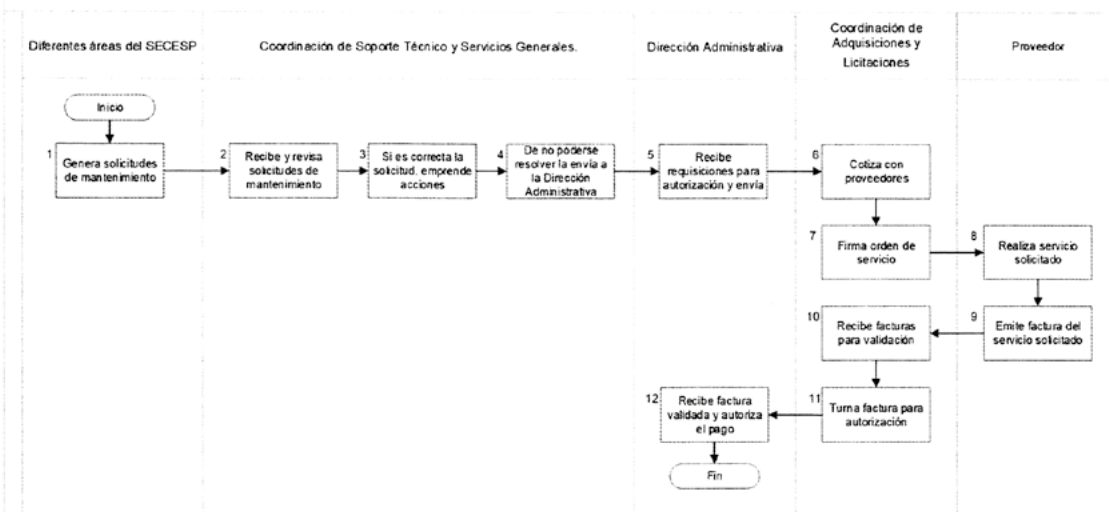 Diferentes áreas del SECESP
Coordinación de Soporte Técnico y Servicios Generales.
Dirección Administrativa
Coordinación de
Adquisiciones y
Licitaciones
Proveedor
Inicio
1
Genera solicitudes
de mantenimiento
2
Recibe y revisa
solicitudes de
mantenimiento
3
Si es correcta la
solicitud, emprende
acciones
4
De no poderse
resolver la envía a
la Dirección
Administrativa
5
Recibe
requisiciones para
autorización y envía
6
Cotiza con
proveedores
7
Firma orden de
servicio
8
Realiza servicio
solicitado
9
Emite factura del
servicio solicitado
10
Recibe facturas
para validación
11
Turna factura para
autorización
12
Recibe factura
validada y autoriza
el pago
Fin